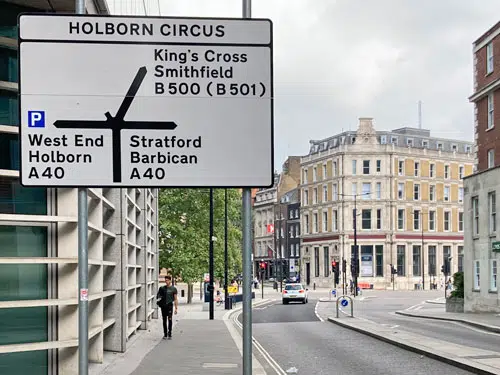 HOLBORN CIRCUS
King's Cross
Smithfield
B500 (B501)
P
West End
Holborn
A40
Stratford
Barbican
A40